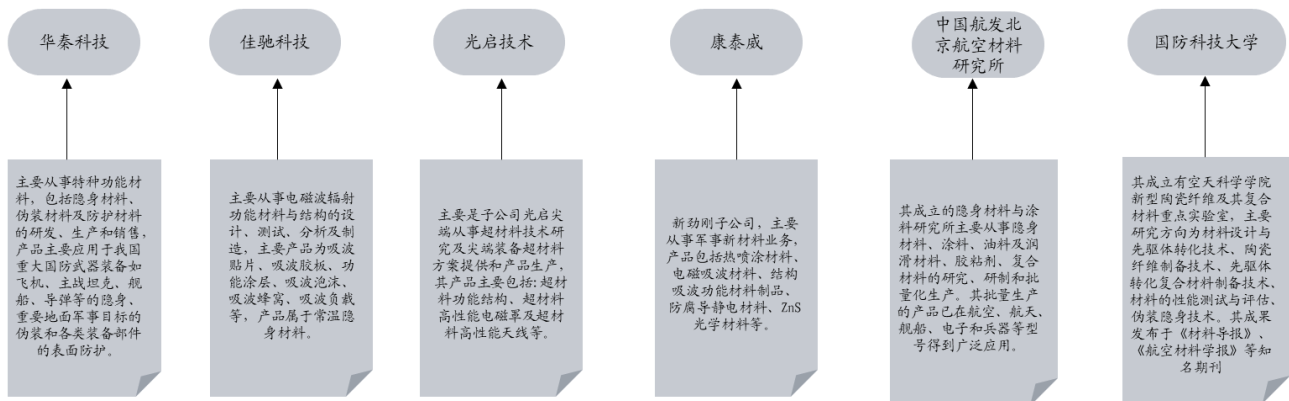 华秦科技
佳驰科技
光启技术
康泰威
中国航发北
京航空材料
研究所
国防科技大学
主要从事特种功能材
料，包括隐身材料、
伪装材料及防护材料
的研发、生产和销售，
产品主要应用于我国
重大国防武器装备如
飞机、主战坦克、舰
船、导弹等的隐身、
重要地面军事目标的
伪装和各类装备部件
的表面防护。
主要从事电磁波辐射
功能材料与结构的设
计、测试、分析及制
造，主要产品为吸波
贴片、吸波胶板、功
能涂层、吸波泡沫、
吸波蜂窝、吸波负载
等，产品属于常温隐
身材料。
主要是子公司光启尖
端从事超材料技术研
究及尖端装备超材料
方案提供和产品生产，
其产品主要包括：超材
料功能结构、超材料
高性能电磁罩及超材
料高性能天线等。
新劲刚子公司，主要
从事军事新材料业务，
产品包括热喷涂材料、
电磁吸波材料、结构
吸波功能材料制品、
防腐导静电材料、ZnS
光学材料等。
其成立的隐身材料与涂
料研究所主要从事隐身
材料、涂料、油料及润
滑材料、胶粘剂、复合
材料的研究、研制和批
量化生产。其批量生产
的产品已在航空、航天、
舰船、电子和兵器等型
号得到广泛应用。
其成立有空天科学学院
新型陶瓷纤维及其复合
材料重点实验室，主要
研究方向为材料设计与
先驱体转化技术、陶瓷
纤维制备技术、先驱体
转化复合材料制备技术、
材料的性能测试与评估、
伪装隐身技术。其成果
发布于《材料导报》、
《航空材料学报》等知
名期刊